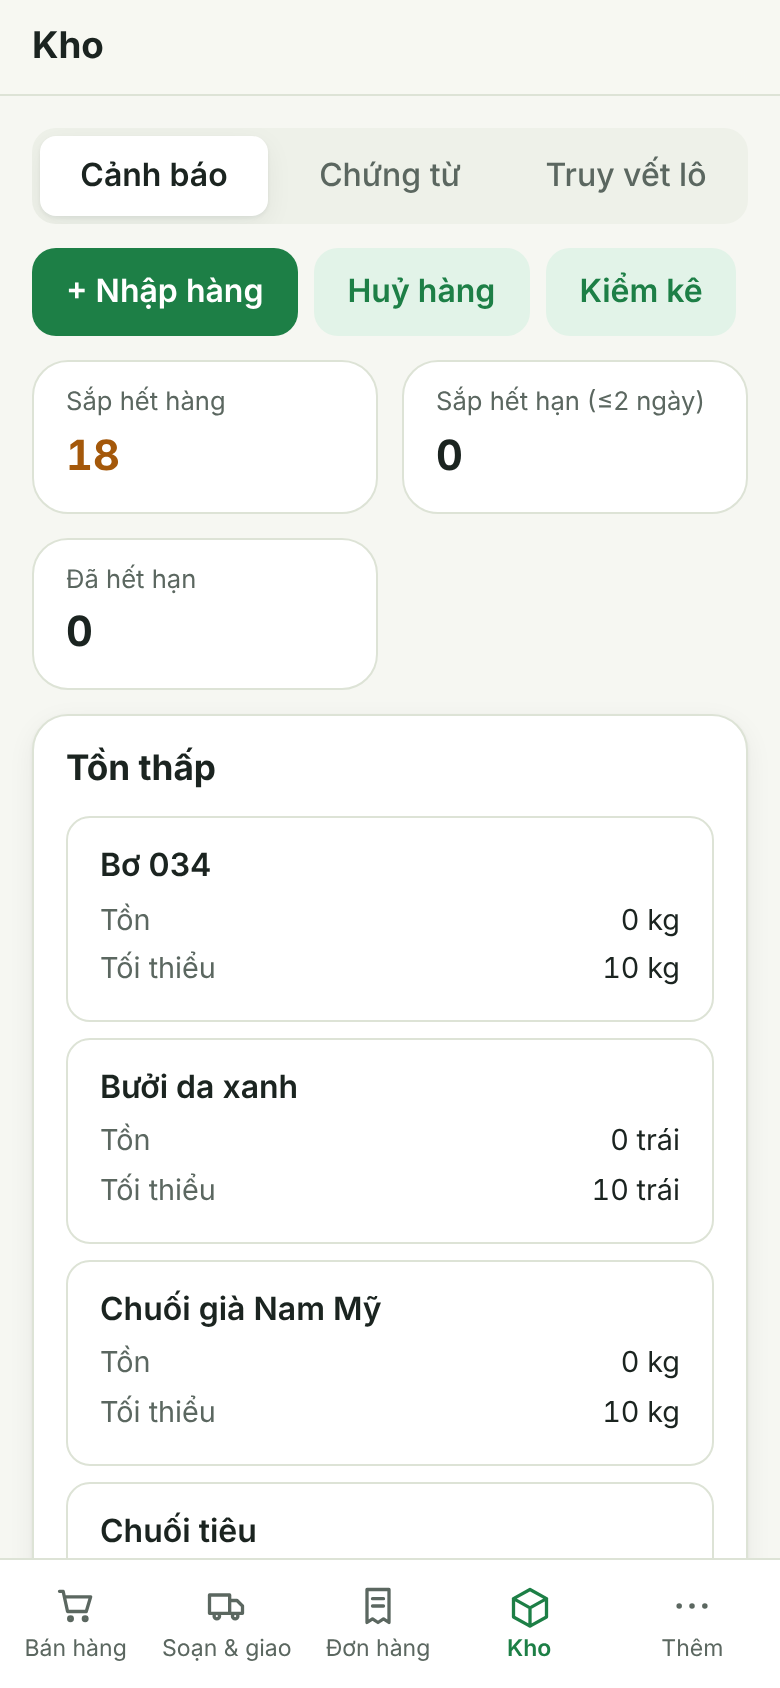 Kho
Cảnh báo
Chứng từ
Truy vết lô
+ Nhập hàng
Huỷ hàng
Kiểm kê
Sắp hết hàng
18
Sắp hết hạn (≤2 ngày)
0
Đã hết hạn
0
Tồn thấp
Bơ 034
Tồn 0 kg
Tối thiểu 10 kg
Bưởi da xanh
Tồn 0 trái
Tối thiểu 10 trái
Chuối già Nam Mỹ
Tồn 0 kg
Tối thiểu 10 kg
Chuối tiêu
Bán hàng
Soạn & giao
Đơn hàng
Kho
Thêm